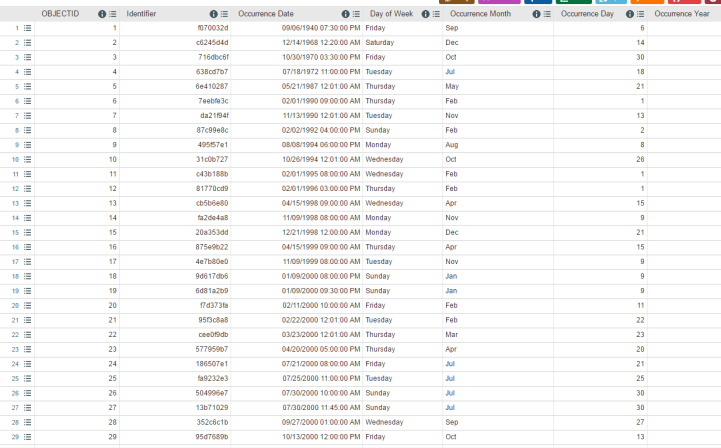 OBJECTID Identifier Occurrence Date Day of Week Occurrence Month Occurrence Day Occurrence Year
1 1 f070032d 09/06/1940 07:30:00 PM Friday Sep 6
2 2 c6245d4d 12/14/1968 12:20:00 AM Saturday Dec 14
3 3 716dbc6f 10/30/1970 03:30:00 PM Friday Oct 30
4 4 638cd7b7 07/18/1972 11:00:00 PM Tuesday Jul 18
5 5 6e410287 05/21/1987 12:01:00 AM Thursday May 21
6 6 7eebfe3c 02/01/1990 09:00:00 AM Thursday Feb 1
7 7 da21f94f 11/13/1990 12:01:00 AM Tuesday Nov 13
8 8 87c99e8c 02/02/1992 04:00:00 PM Sunday Feb 2
9 9 495f57e1 08/08/1994 06:00:00 PM Monday Aug 8
10 10 31c0b727 10/26/1994 12:01:00 AM Wednesday Oct 26
11 11 c43b188b 02/01/1995 08:00:00 AM Wednesday Feb 1
12 12 81770cd9 02/01/1996 03:00:00 PM Thursday Feb 1
13 13 cb5b6e80 04/15/1998 09:00:00 AM Wednesday Apr 15
14 14 fa2de4a8 11/09/1998 08:00:00 AM Monday Nov 9
15 15 20a353dd 12/21/1998 12:00:00 AM Monday Dec 21
16 16 875e9b22 04/15/1999 09:00:00 AM Thursday Apr 15
17 17 4e7b80e0 11/09/1999 08:00:00 AM Tuesday Nov 9
18 18 9d617db6 01/09/2000 08:00:00 PM Sunday Jan 9
19 19 6d81a2b9 01/09/2000 09:30:00 PM Sunday Jan 9
20 20 f7d373fa 02/11/2000 10:00:00 AM Friday Feb 11
21 21 95f3c8a8 02/22/2000 12:01:00 AM Tuesday Feb 22
22 22 cee0f9db 03/23/2000 12:01:00 AM Thursday Mar 23
23 23 577959b7 04/20/2000 05:00:00 PM Thursday Apr 20
24 24 186507e1 07/21/2000 08:00:00 AM Friday Jul 21
25 25 fa9232e3 07/25/2000 11:00:00 PM Tuesday Jul 25
26 26 504996e7 07/30/2000 10:00:00 AM Sunday Jul 30
27 27 13b71029 07/30/2000 11:45:00 AM Sunday Jul 30
28 28 352c6c1b 09/27/2000 01:00:00 AM Wednesday Sep 27
29 29 95d7689b 10/13/2000 12:00:00 PM Friday Oct 13